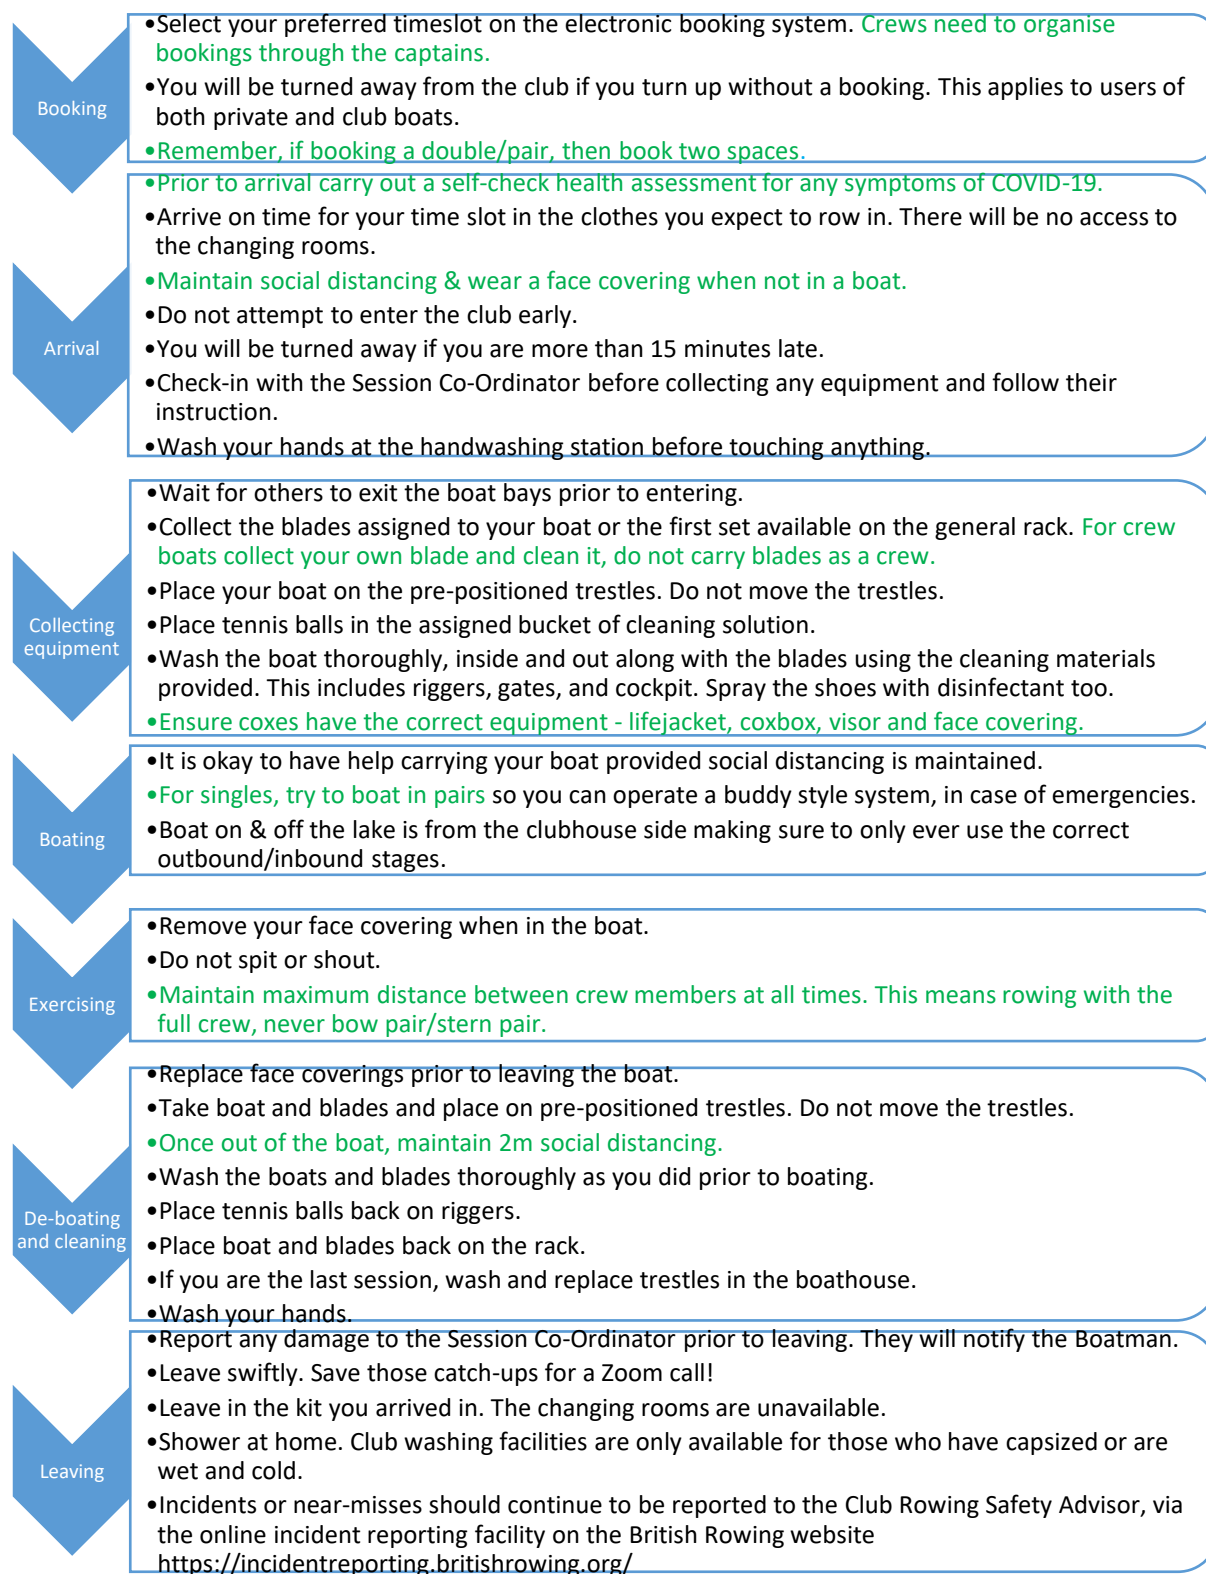 Booking
•Select your preferred timeslot on the electronic booking system. Crews need to organise
bookings through the captains.
•You will be turned away from the club if you turn up without a booking. This applies to users of
both private and club boats.
•Remember, if booking a double/pair, then book two spaces.
Arrival
•Prior to arrival carry out a self-check health assessment for any symptoms of COVID-19.
•Arrive on time for your time slot in the clothes you expect to row in. There will be no access to
the changing rooms.
•Maintain social distancing & wear a face covering when not in a boat.
•Do not attempt to enter the club early.
•You will be turned away if you are more than 15 minutes late.
•Check-in with the Session Co-Ordinator before collecting any equipment and follow their
instruction.
•Wash your hands at the handwashing station before touching anything.
Collecting
equipment
•Wait for others to exit the boat bays prior to entering.
•Collect the blades assigned to your boat or the first set available on the general rack. For crew
boats collect your own blade and clean it, do not carry blades as a crew.
•Place your boat on the pre-positioned trestles. Do not move the trestles.
•Place tennis balls in the assigned bucket of cleaning solution.
•Wash the boat thoroughly, inside and out along with the blades using the cleaning materials
provided. This includes riggers, gates, and cockpit. Spray the shoes with disinfectant too.
•Ensure coxes have the correct equipment - lifejacket, coxbox, visor and face covering.
Boating
•It is okay to have help carrying your boat provided social distancing is maintained.
•For singles, try to boat in pairs so you can operate a buddy style system, in case of emergencies.
•Boat on & off the lake is from the clubhouse side making sure to only ever use the correct
outbound/inbound stages.
Exercising
•Remove your face covering when in the boat.
•Do not spit or shout.
•Maintain maximum distance between crew members at all times. This means rowing with the
full crew, never bow pair/stern pair.
De-boating
and cleaning
•Replace face coverings prior to leaving the boat.
•Take boat and blades and place on pre-positioned trestles. Do not move the trestles.
•Once out of the boat, maintain 2m social distancing.
•Wash the boats and blades thoroughly as you did prior to boating.
•Place tennis balls back on riggers.
•Place boat and blades back on the rack.
•If you are the last session, wash and replace trestles in the boathouse.
•Wash your hands.
Leaving
•Report any damage to the Session Co-Ordinator prior to leaving. They will notify the Boatman.
•Leave swiftly. Save those catch-ups for a Zoom call!
•Leave in the kit you arrived in. The changing rooms are unavailable.
•Shower at home. Club washing facilities are only available for those who have capsized or are
wet and cold.
•Incidents or near-misses should continue to be reported to the Club Rowing Safety Advisor, via
the online incident reporting facility on the British Rowing website
https://incidentreporting.britishrowing.org/